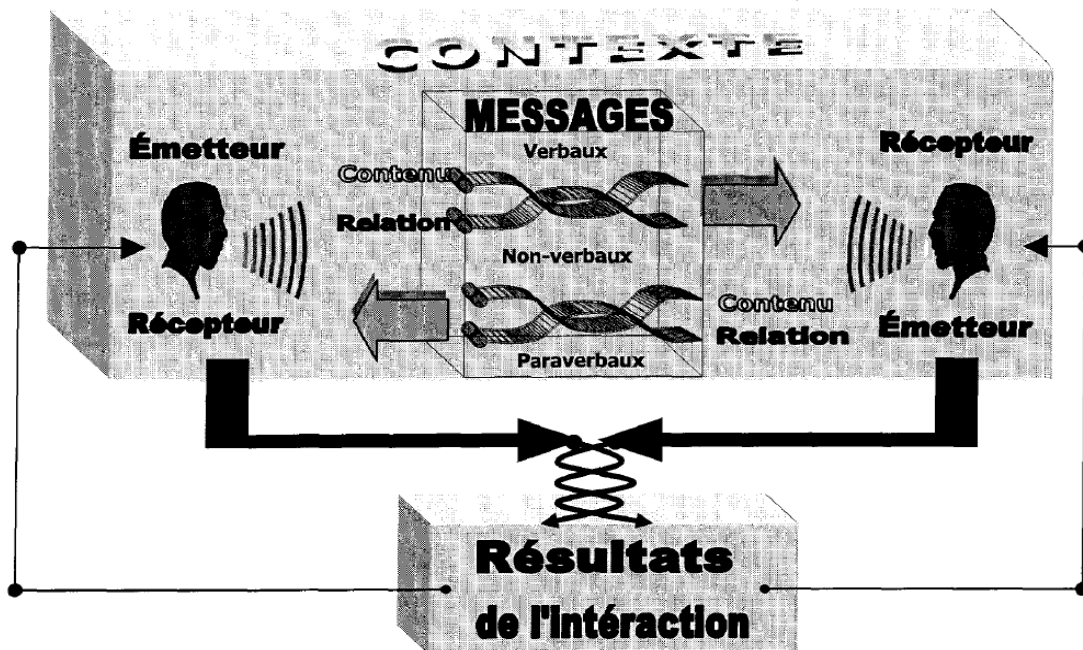 CONTEXTE
MESSAGES
Verbaux
Émetteur
Récepteur
Contenu
Relation
Non-verbaux
Contenu
Récepteur
Relation
Émetteur
Paraverbaux
Résultats
de l'Intéraction